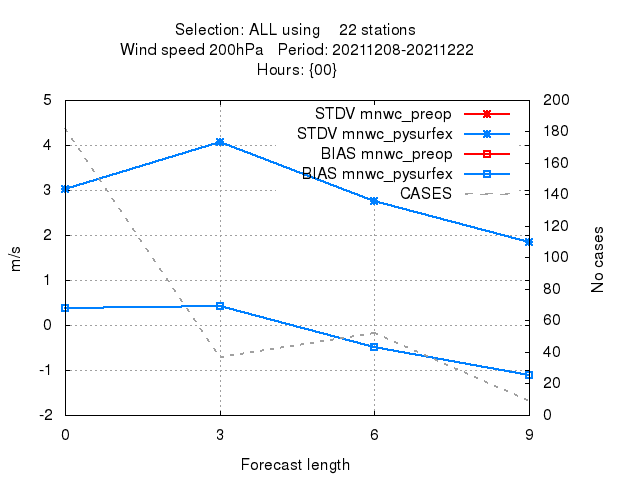 Selection: ALL using 22 stations
Wind speed 200hPa Period: 20211208-20211222
Hours: {00}
STDV mnwc_preop
STDV mnwc_pysurfex
BIAS mnwc_preop
BIAS mnwc_pysurfex
CASES
5
4
3
2
1
0
-1
-2
m/s
200
180
160
140
120
100
80
60
40
20
0
No cases
0 3 6 9
Forecast length